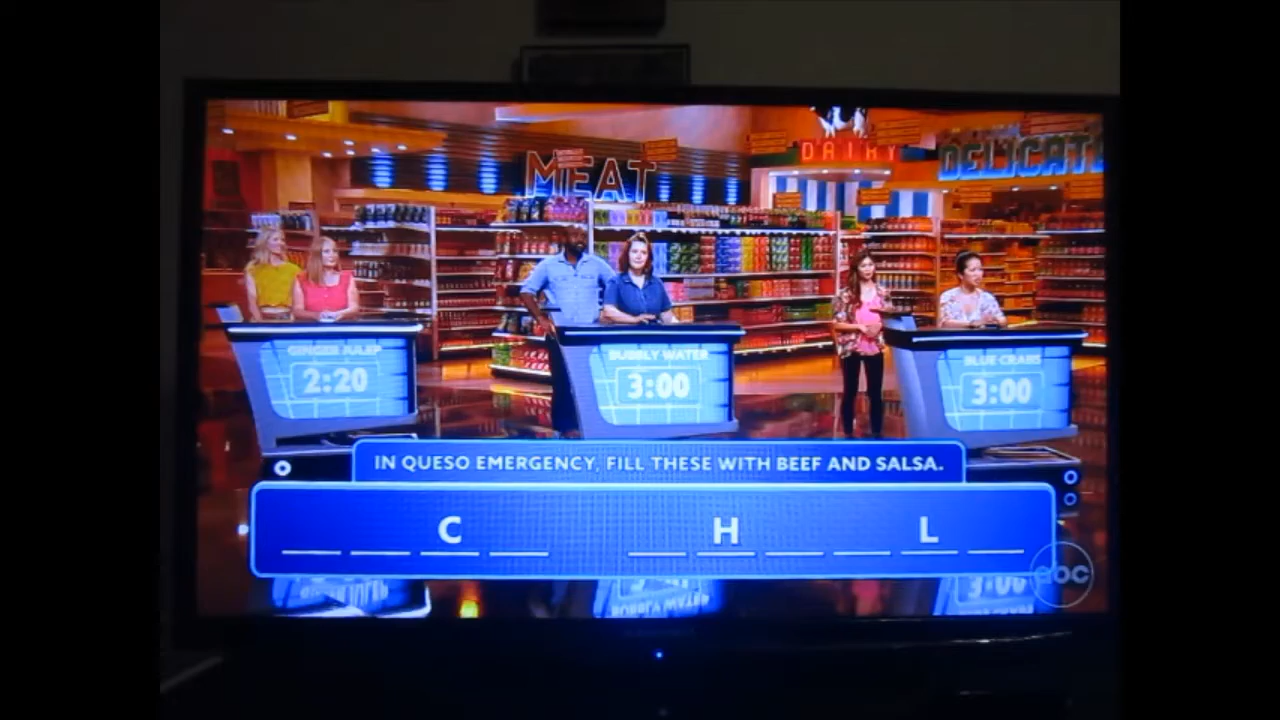 MEAT
DAIRY
DELICAT
GINGER JULEP
2:20
BUBBLY WATER
3:00
BLUE CRABS
3:00
IN QUESO EMERGENCY, FILL THESE WITH BEEF AND SALSA.
C H L
abc